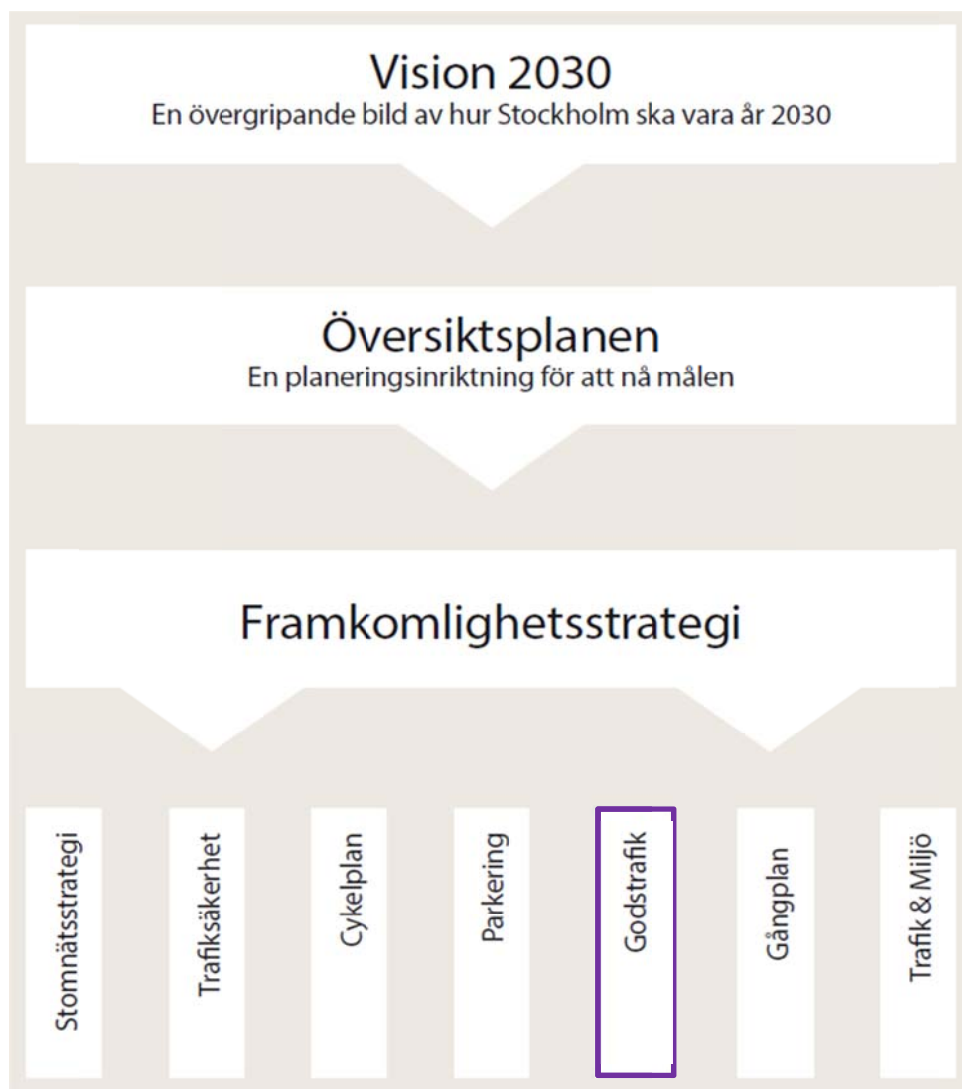 Vision 2030
En övergripande bild av hur Stockholm ska vara år 2030
Översiktsplanen
En planeringsinriktning för att nå målen
Framkomlighetsstrategi
Stomnätsstrategi
Trafiksäkerhet
Cykelplan
Parkering
Godstrafik
Gångplan
Trafik & Miljö